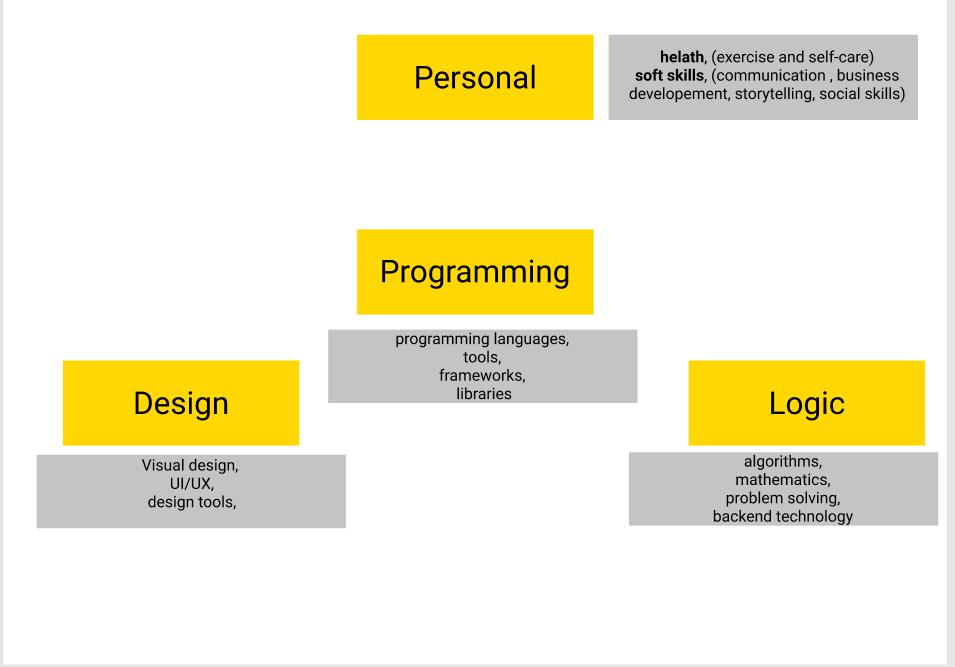 Personal
helath, (exercise and self-care)
soft skills, (communication , business
developement, storytelling, social skills)
Programming
programming languages,
tools,
frameworks,
libraries
Design
Visual design,
UI/UX,
design tools,
Logic
algorithms,
mathematics,
problem solving,
backend technology